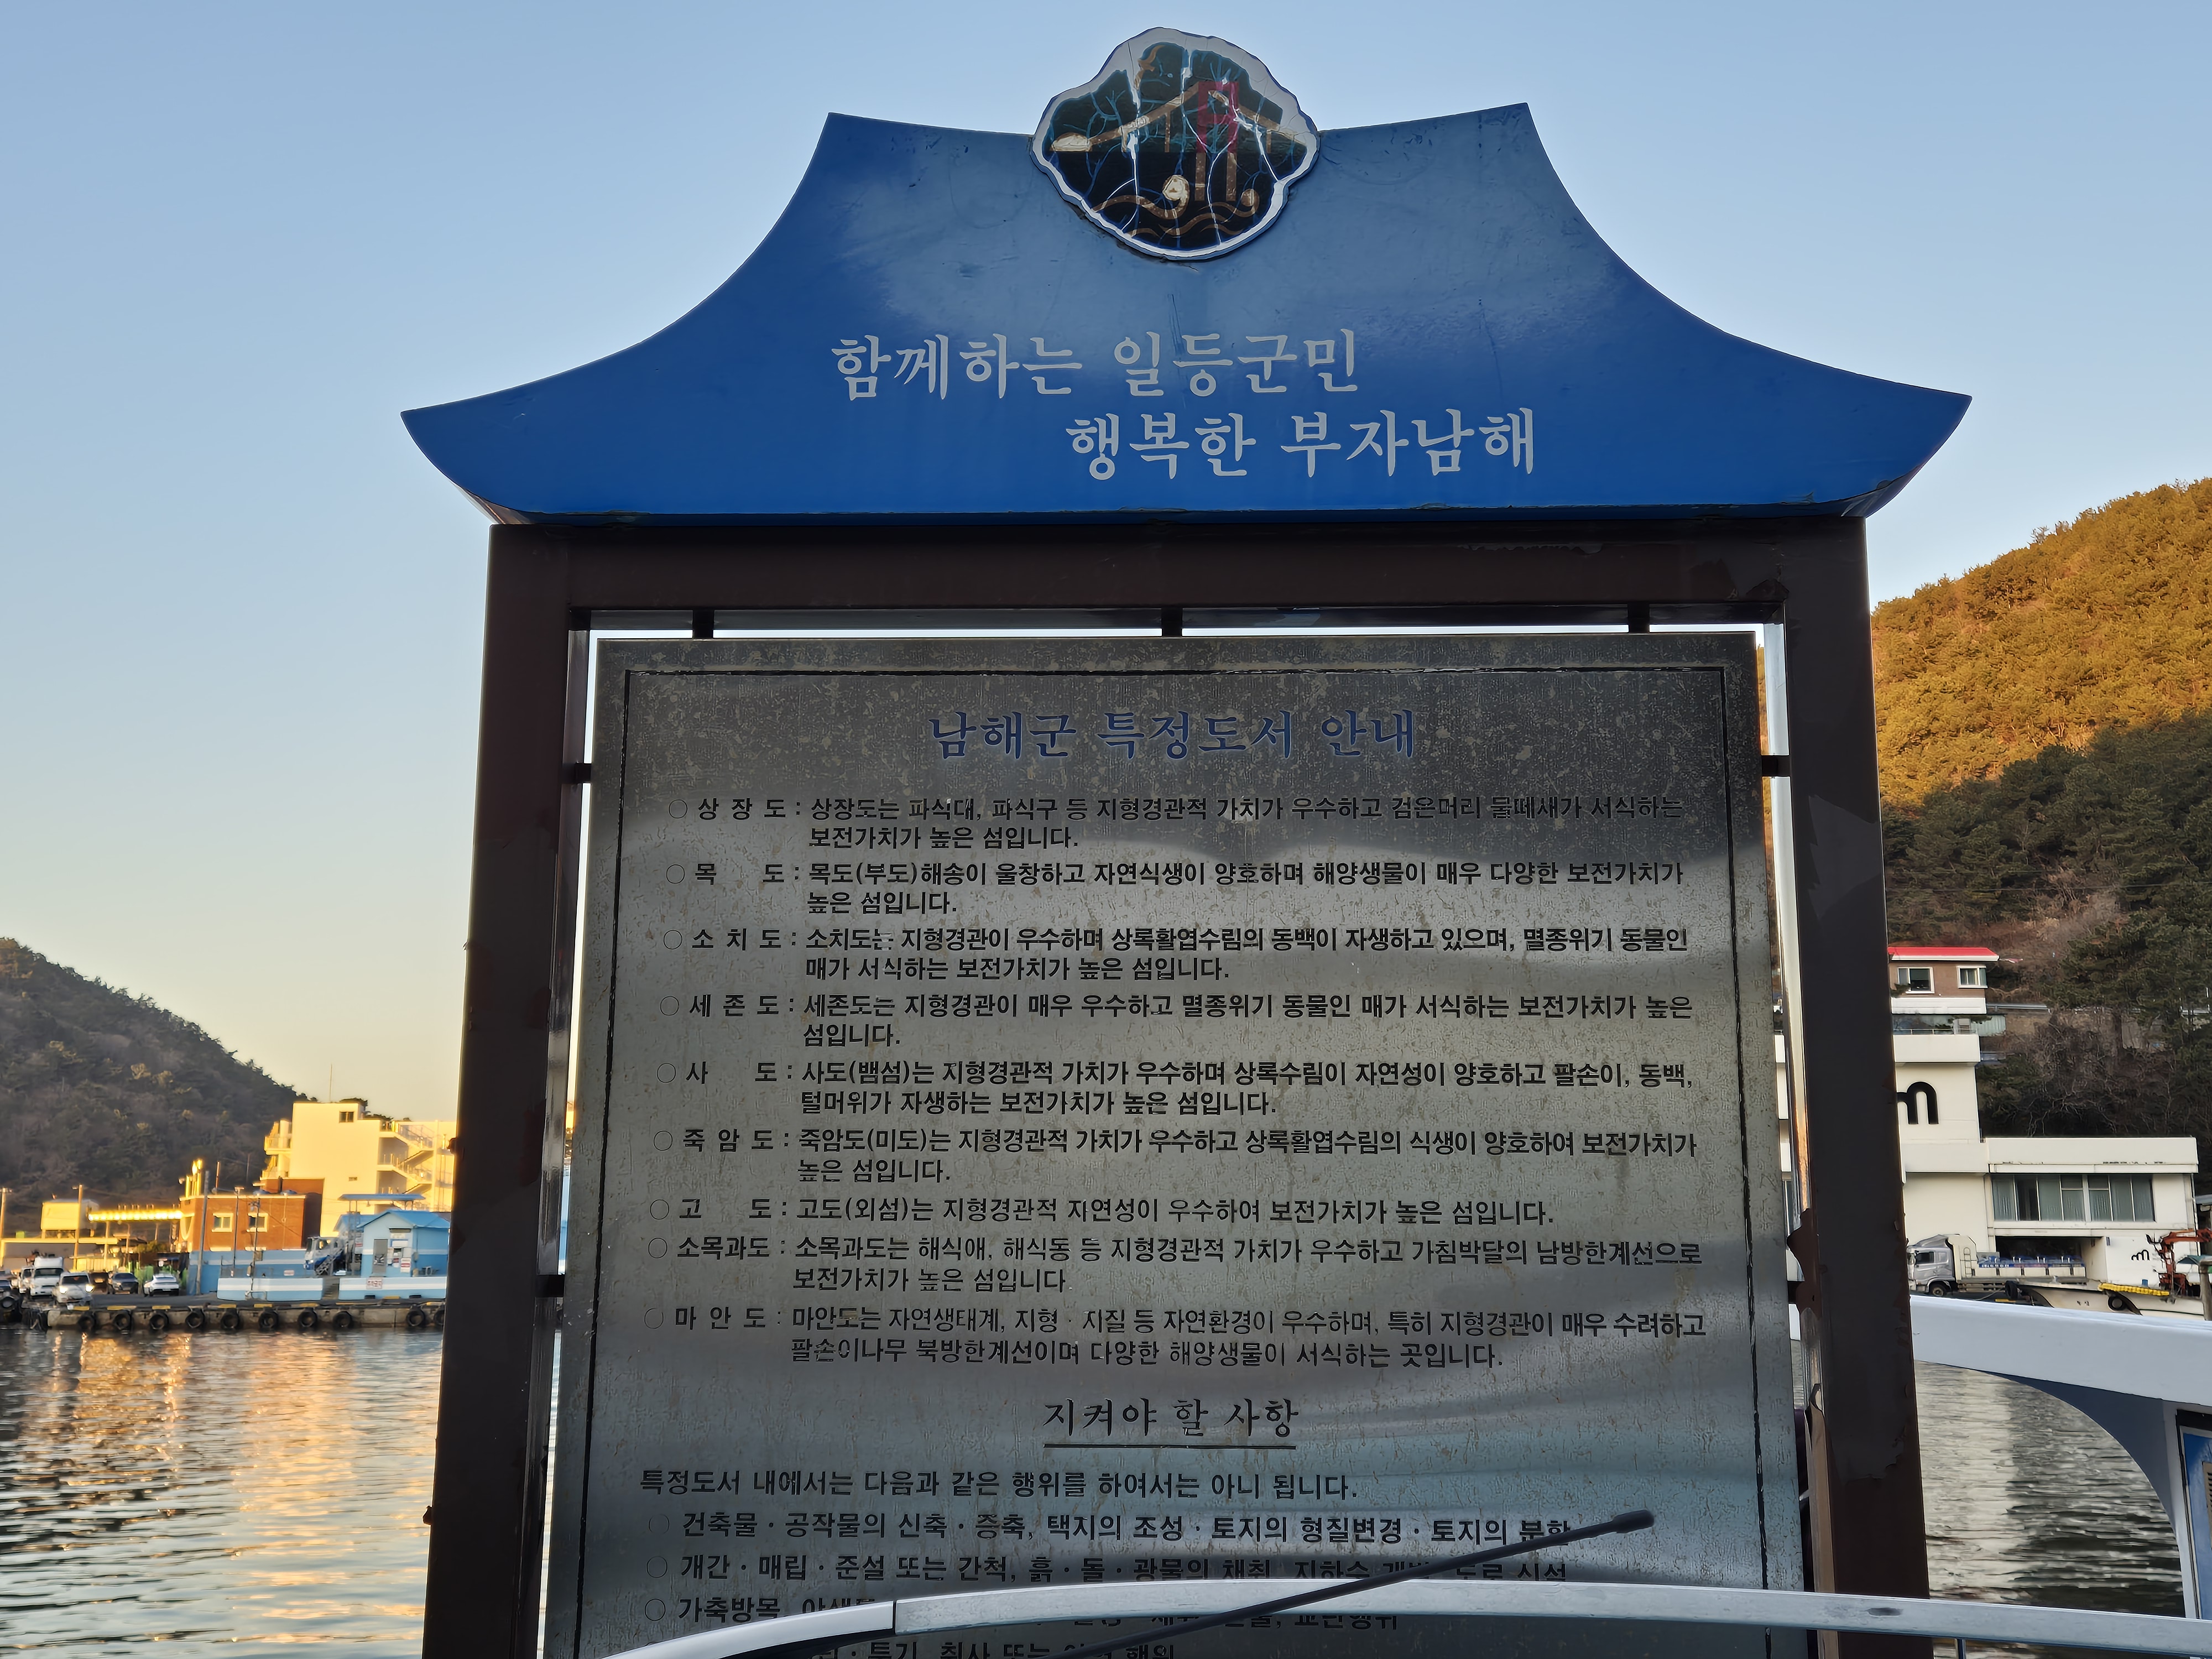 함께하는 일등군민
행복한 부자남해
남해군 특정도서 안내
○ 상 장 도 : 상장도는 파식대, 파식구 등 지형경관적 가치가 우수하고 검은머리 물떼새가 서식하는
보전가치가 높은 섬입니다.
○ 목 도 : 목도(부도)해송이 울창하고 자연식생이 양호하며 해양생물이 매우 다양한 보전가치가
높은 섬입니다.
○ 소 치 도 : 소치도는 지형경관이 우수하며 상록활엽수림의 동백이 자생하고 있으며, 멸종위기 동물인
매가 서식하는 보전가치가 높은 섬입니다.
○ 세 존 도 : 세존도는 지형경관이 매우 우수하고 멸종위기 동물인 매가 서식하는 보전가치가 높은
섬입니다.
○ 사 도 : 사도(뱀섬)는 지형경관적 가치가 우수하며 상록수림이 자연성이 양호하고 팔손이, 동백,
털머위가 자생하는 보전가치가 높은 섬입니다.
○ 죽 암 도 : 죽암도(미도)는 지형경관적 가치가 우수하고 상록활엽수림의 식생이 양호하여 보전가치가
높은 섬입니다.
○ 고 도 : 고도(외섬)는 지형경관적 자연성이 우수하여 보전가치가 높은 섬입니다.
○ 소목과도 : 소목과도는 해식애, 해식동 등 지형경관적 가치가 우수하고 가침박달의 남방한계선으로
보전가치가 높은 섬입니다.
○ 마 안 도 : 마안도는 자연생태계, 지형 · 지질 등 자연환경이 우수하며, 특히 지형경관이 매우 수려하고
팔손이나무 북방한계선이며 다양한 해양생물이 서식하는 곳입니다.
지켜야 할 사항
특정도서 내에서는 다음과 같은 행위를 하여서는 아니 됩니다.
○ 건축물 · 공작물의 신축 · 증축, 택지의 조성 · 토지의 형질변경 · 토지의 분할
○ 개간 · 매립 · 준설 또는 간척, 흙 · 돌 · 광물의 채취, 지하수 도로 신설
○ 가축방목,
취사 또는 행위
m